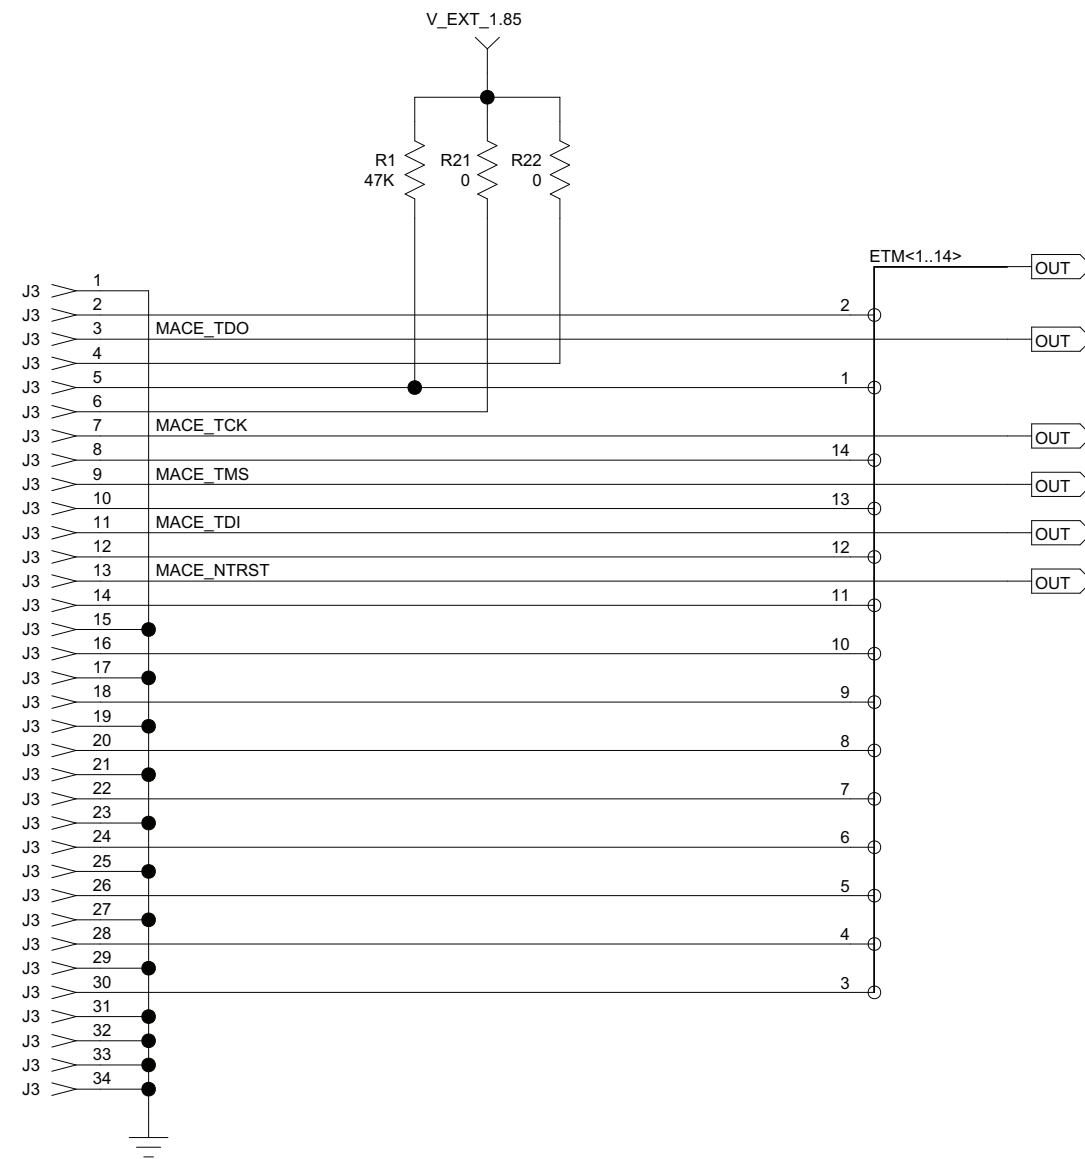 V_EXT_1.85
R1 R21 R22
47K 0 0
ETM<1..14>
OUT
J3 1
J3 2 2
J3 3 MACE_TDO OUT
J3 4
J3 5 1
J3 6
J3 7 MACE_TCK OUT
J3 8 14
J3 9 MACE_TMS OUT
J3 10 13
J3 11 MACE_TDI OUT
J3 12 12
J3 13 MACE_NTRST OUT
J3 14 11
J3 15
J3 16 10
J3 17
J3 18 9
J3 19
J3 20 8
J3 21
J3 22 7
J3 23
J3 24 6
J3 25
J3 26 5
J3 27
J3 28 4
J3 29
J3 30 3
J3 31
J3 32
J3 33
J3 34